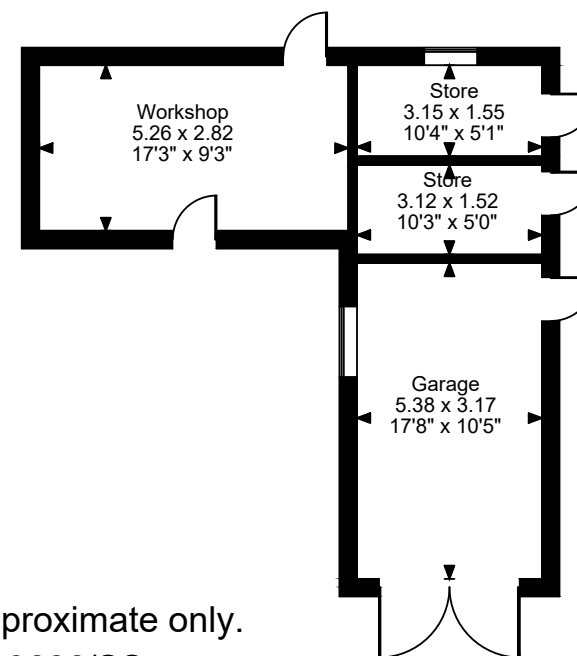 Workshop
5.26 x 2.82
17'3" x 9'3"
Store
3.15 x 1.55
10'4" x 5'1"
Store
3.12 x 1.52
10'3" x 5'0"
Garage
5.38 x 3.17
17'8" x 10'5"
proximate only.